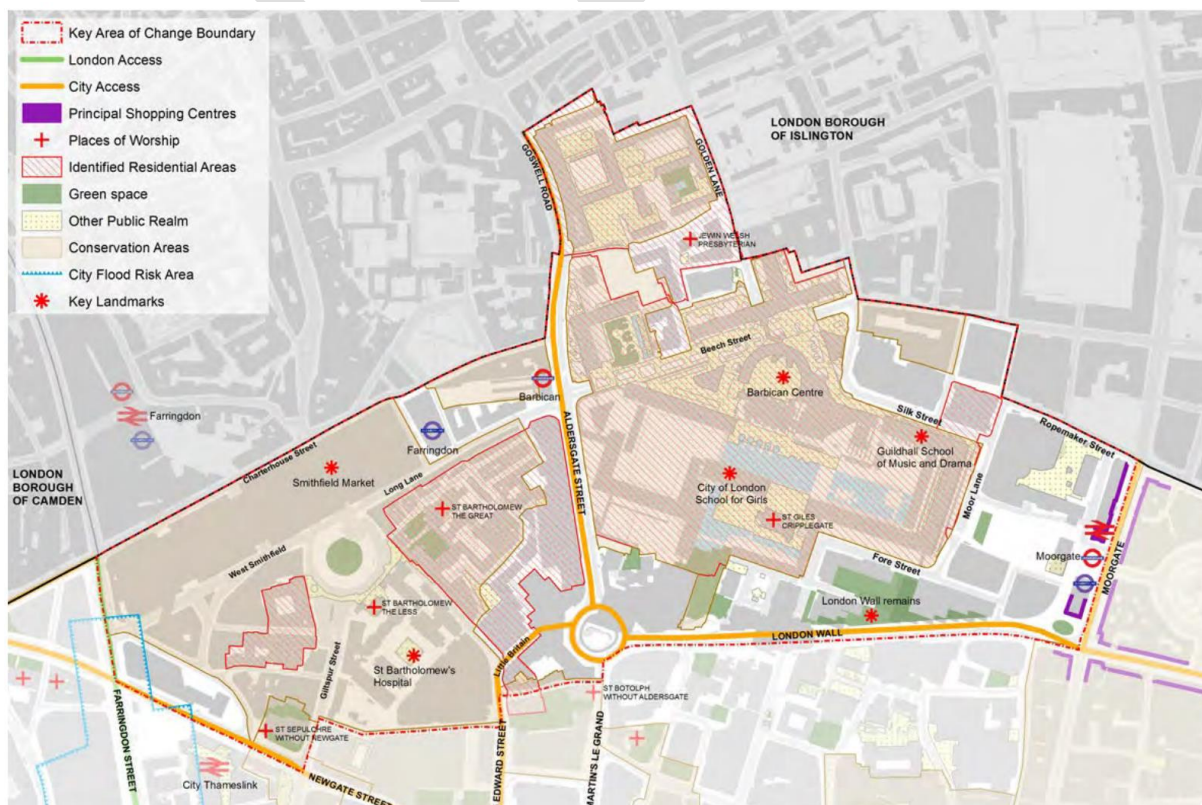 Key Area of Change Boundary
London Access
City Access
Principal Shopping Centres
Places of Worship
Identified Residential Areas
Green space
Other Public Realm
Conservation Areas
City Flood Risk Area
Key Landmarks
LONDON BOROUGH
OF ISLINGTON
GOSWELL ROAD
GOLDEN LANE
JEWIN WELSH
PRESBYTERIAN
Beech Street
Barbican
Barbican Centre
Farringdon
Farringdon
Silk Street
Ropemaker Street
Guildhall School
of Music and Drama
LONDON
BOROUGH
OF CAMDEN
Charterhouse Street
Smithfield Market
Long Lane
ALDERSGATE STREET
City of London
School for Girls
Moor Lane
ST BARTHOLOMEW
THE GREAT
ST GILES
CRIPPLEGATE
West Smithfield
Fore Street
Moorgate
MOORGATE
ST BARTHOLOMEW
THE LESS
London Wall remains
LONDON WALL
Little Britain
Giltspur Street
St Bartholomew's
Hospital
ST BOTOLPH
WITHOUT ALDERSGATE
FARRINGDON STREET
ST SEPULCHRE
WITHOUT NEWGATE
City Thameslink
NEWGATE STREET
EDWARD STREET
MARTIN'S LE GRAND